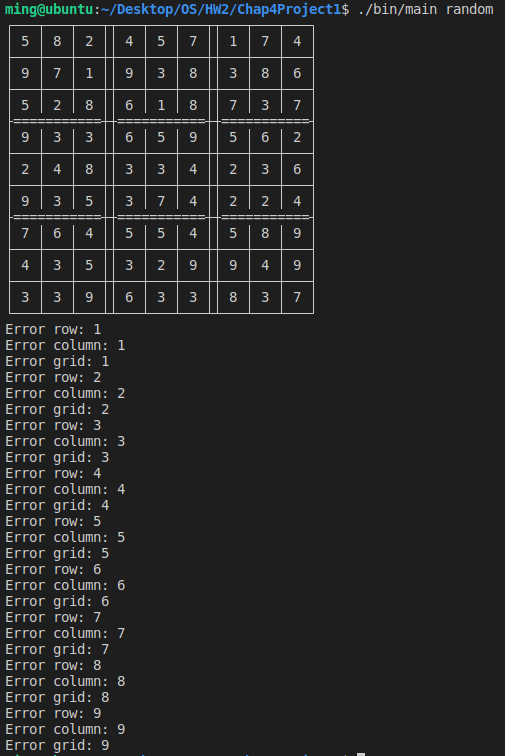 ming@ubuntu:~/Desktop/OS/HW2/Chap4Project1$ ./bin/main random
5 8 2 4 5 7 1 7 4
9 7 1 9 3 8 3 8 6
5 2 8 6 1 8 7 3 7
9 3 3 6 5 9 5 6 2
2 4 8 3 3 4 2 3 6
9 3 5 3 7 4 2 2 4
7 6 4 5 5 4 5 8 9
4 3 5 3 2 9 9 4 9
3 3 9 6 3 3 8 3 7
Error row: 1
Error column: 1
Error grid: 1
Error row: 2
Error column: 2
Error grid: 2
Error row: 3
Error column: 3
Error grid: 3
Error row: 4
Error column: 4
Error grid: 4
Error row: 5
Error column: 5
Error grid: 5
Error row: 6
Error column: 6
Error grid: 6
Error row: 7
Error column: 7
Error grid: 7
Error row: 8
Error column: 8
Error grid: 8
Error row: 9
Error column: 9
Error grid: 9